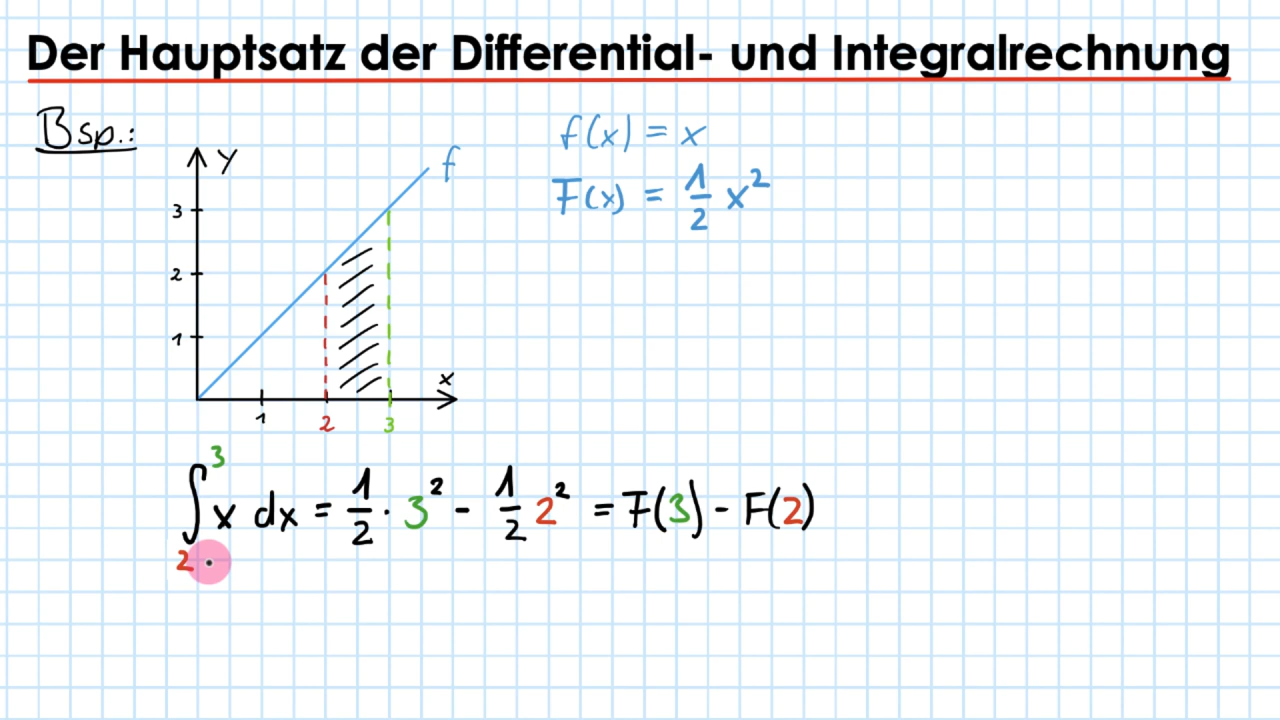 Der Hauptsatz der Differential- und Integralrechnung
Bsp.:
y
f
f(x) = x
F(x) = 1/2 x²
3
2
1
x
1 2 3
∫₂³ x dx = 1/2 · 3² - 1/2 2² = F(3) - F(2)